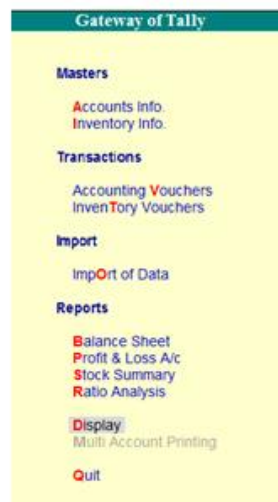 Gateway of Tally
Masters
Accounts Info.
Inventory Info.
Transactions
Accounting Vouchers
InvenTory Vouchers
Import
ImpOrt of Data
Reports
Balance Sheet
Profit & Loss A/c
Stock Summary
Ratio Analysis
Display
Multi Account Printing
Quit